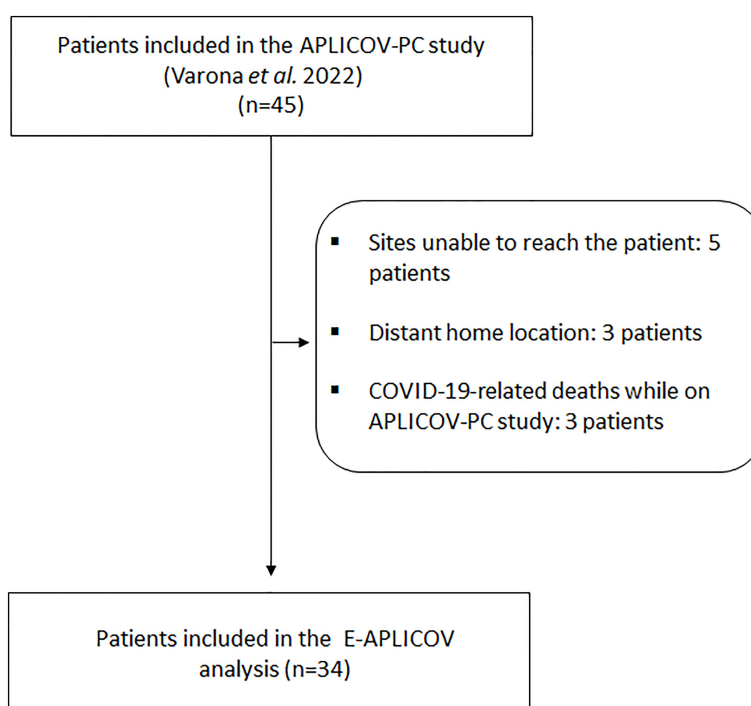 Patients included in the APLICOV-PC study
(Varona et al. 2022)
(n=45)
▪ Sites unable to reach the patient: 5
patients
▪ Distant home location: 3 patients
▪ COVID-19-related deaths while on
APLICOV-PC study: 3 patients
Patients included in the E-APLICOV
analysis (n=34)